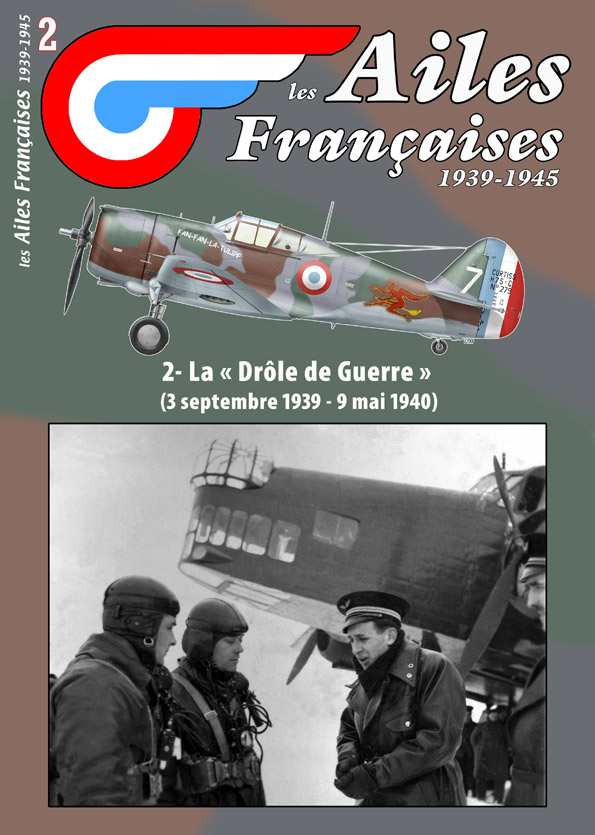 les Ailes Françaises 1939-1945
2
les Ailes
Françaises
1939-1945
FAN-FAN-LA-TULIPE
7
CURTISS
H75-C1
N°275
2- La « Drôle de Guerre »
(3 septembre 1939 - 9 mai 1940)